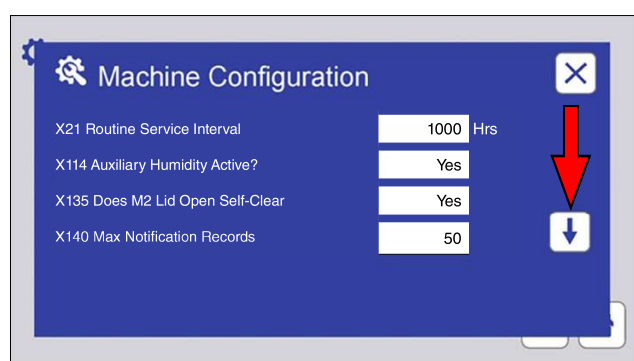 Machine Configuration
X21 Routine Service Interval 1000 Hrs
X114 Auxiliary Humidity Active? Yes
X135 Does M2 Lid Open Self-Clear Yes
X140 Max Notification Records 50